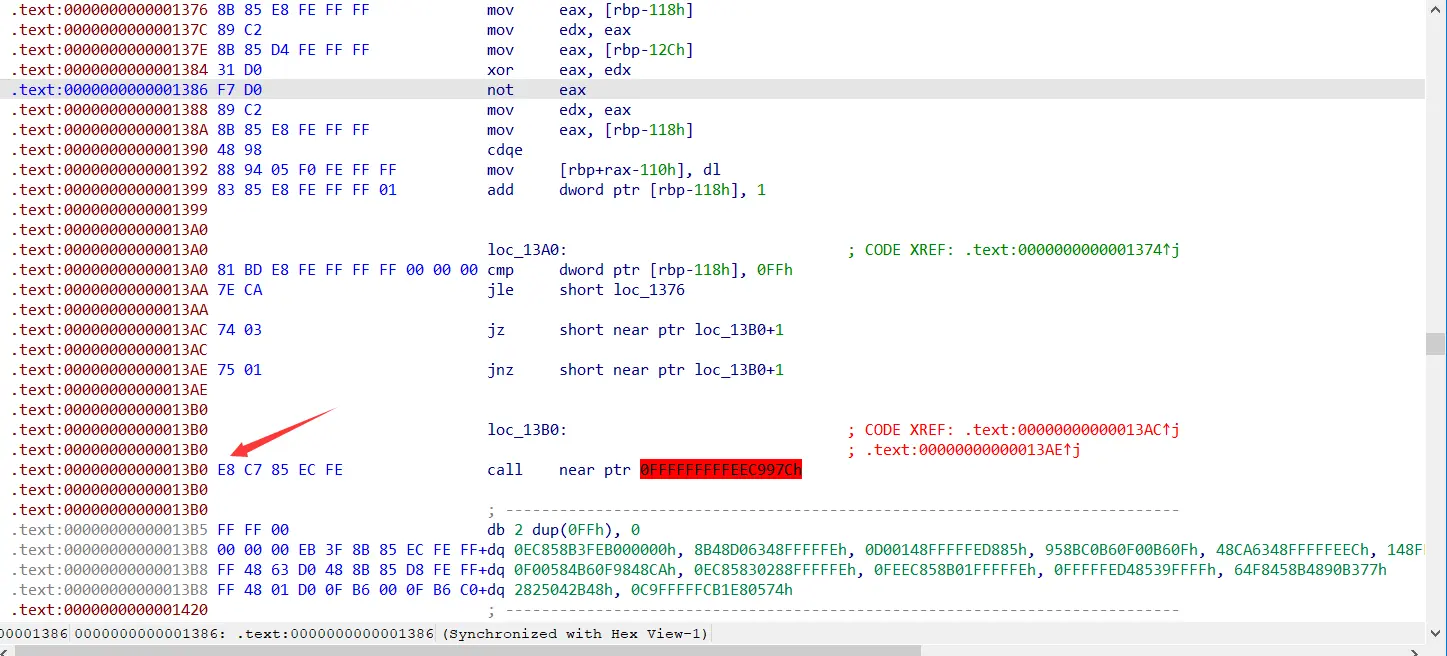 .text:0000000000001376 8B 85 E8 FE FF FF mov eax, [rbp-118h]
.text:000000000000137C 89 C2 mov edx, eax
.text:000000000000137E 8B 85 D4 FE FF FF mov eax, [rbp-12Ch]
.text:0000000000001384 31 D0 xor eax, edx
.text:0000000000001386 F7 D0 not eax
.text:0000000000001388 89 C2 mov edx, eax
.text:000000000000138A 8B 85 E8 FE FF FF mov eax, [rbp-118h]
.text:0000000000001390 48 98 cdqe
.text:0000000000001392 88 94 05 F0 FE FF FF mov [rbp+rax-110h], dl
.text:0000000000001399 83 85 E8 FE FF FF 01 add dword ptr [rbp-118h], 1
.text:0000000000001399
.text:00000000000013A0
.text:00000000000013A0 loc_13A0: ; CODE XREF: .text:0000000000001374↑j
.text:00000000000013A0 81 BD E8 FE FF FF FF 00 00 00 cmp dword ptr [rbp-118h], 0FFh
.text:00000000000013AA 7E CA jle short loc_1376
.text:00000000000013AA
.text:00000000000013AC 74 03 jz short near ptr loc_13B0+1
.text:00000000000013AC
.text:00000000000013AE 75 01 jnz short near ptr loc_13B0+1
.text:00000000000013AE
.text:00000000000013B0
.text:00000000000013B0 loc_13B0: ; CODE XREF: .text:00000000000013AC↑j
.text:00000000000013B0 ; .text:00000000000013AE↑j
.text:00000000000013B0 E8 C7 85 EC FE call near ptr 0FFFFFFFFFEEC997Ch
.text:00000000000013B0
.text:00000000000013B0 ; ---------------------------------------------------------------------------
.text:00000000000013B5 FF FF 00 db 2 dup(0FFh), 0
.text:00000000000013B8 00 00 00 EB 3F 8B 85 EC FE FF+dq 0EC858B3FEB000000h, 8B48D06348FFFFFEh, 0D00148FFFFFED885h, 958BC0B60F00B60Fh, 48CA6348FFFFFEECh, 148F
.text:00000000000013B8 FF 48 63 D0 48 8B 85 D8 FE FF+dq 0F00584B60F9848CAh, 0EC85830288FFFFFEh, 0FEEC858B01FFFFFEh, 0FFFFFED48539FFFFh, 64F8458B4890B377h
.text:00000000000013B8 FF 48 01 D0 0F B6 00 0F B6 C0+dq 2825042B48h, 0C9FFFFFCB1E80574h
.text:0000000000001420 ; ---------------------------------------------------------------------------
00001386 0000000000001386: .text:0000000000001386 (Synchronized with Hex View-1)